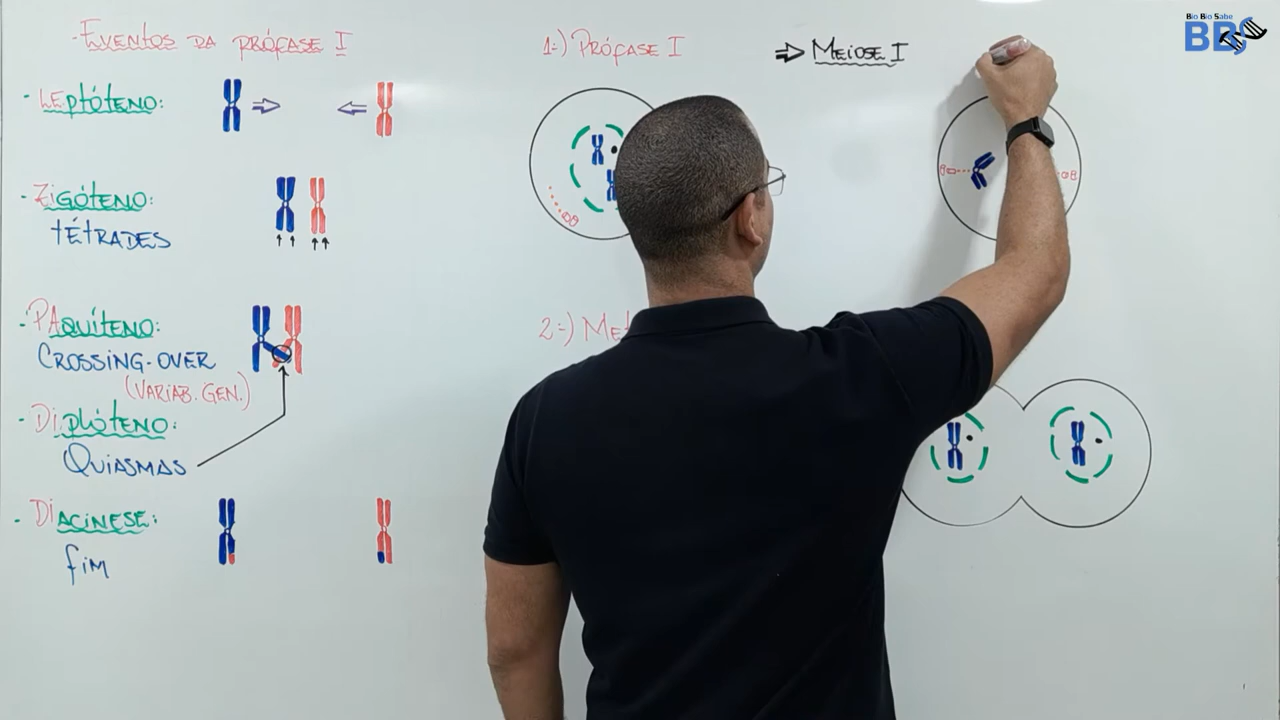 - Eventos da prófase I
- Leptóteno:
- Zigóteno:
tétrades
- Paquíteno:
Crossing-over
(Variab. Gen.)
- Diplóteno:
Quiasmas
- Diacinese:
fim
1:) Prófase I
2:) Met
⇒ Meiose I
Bio Bio Sabe
BBS